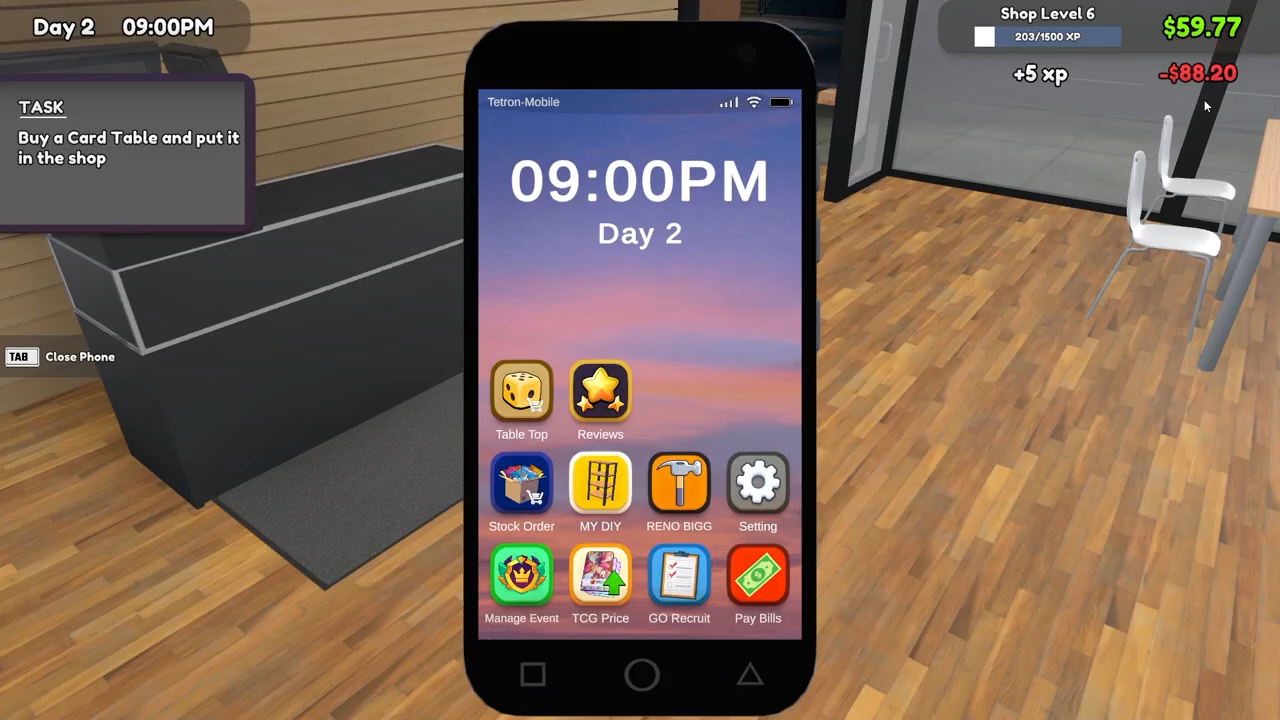 Day 2 09:00PM
Shop Level 6
203/1500 XP
$59.77
+5 xp
-$88.20
TASK
Buy a Card Table and put it
in the shop
TAB Close Phone
Tetron-Mobile
09:00PM
Day 2
Table Top
Reviews
Stock Order
MY DIY
RENO BIGG
Setting
Manage Event
TCG Price
GO Recruit
Pay Bills